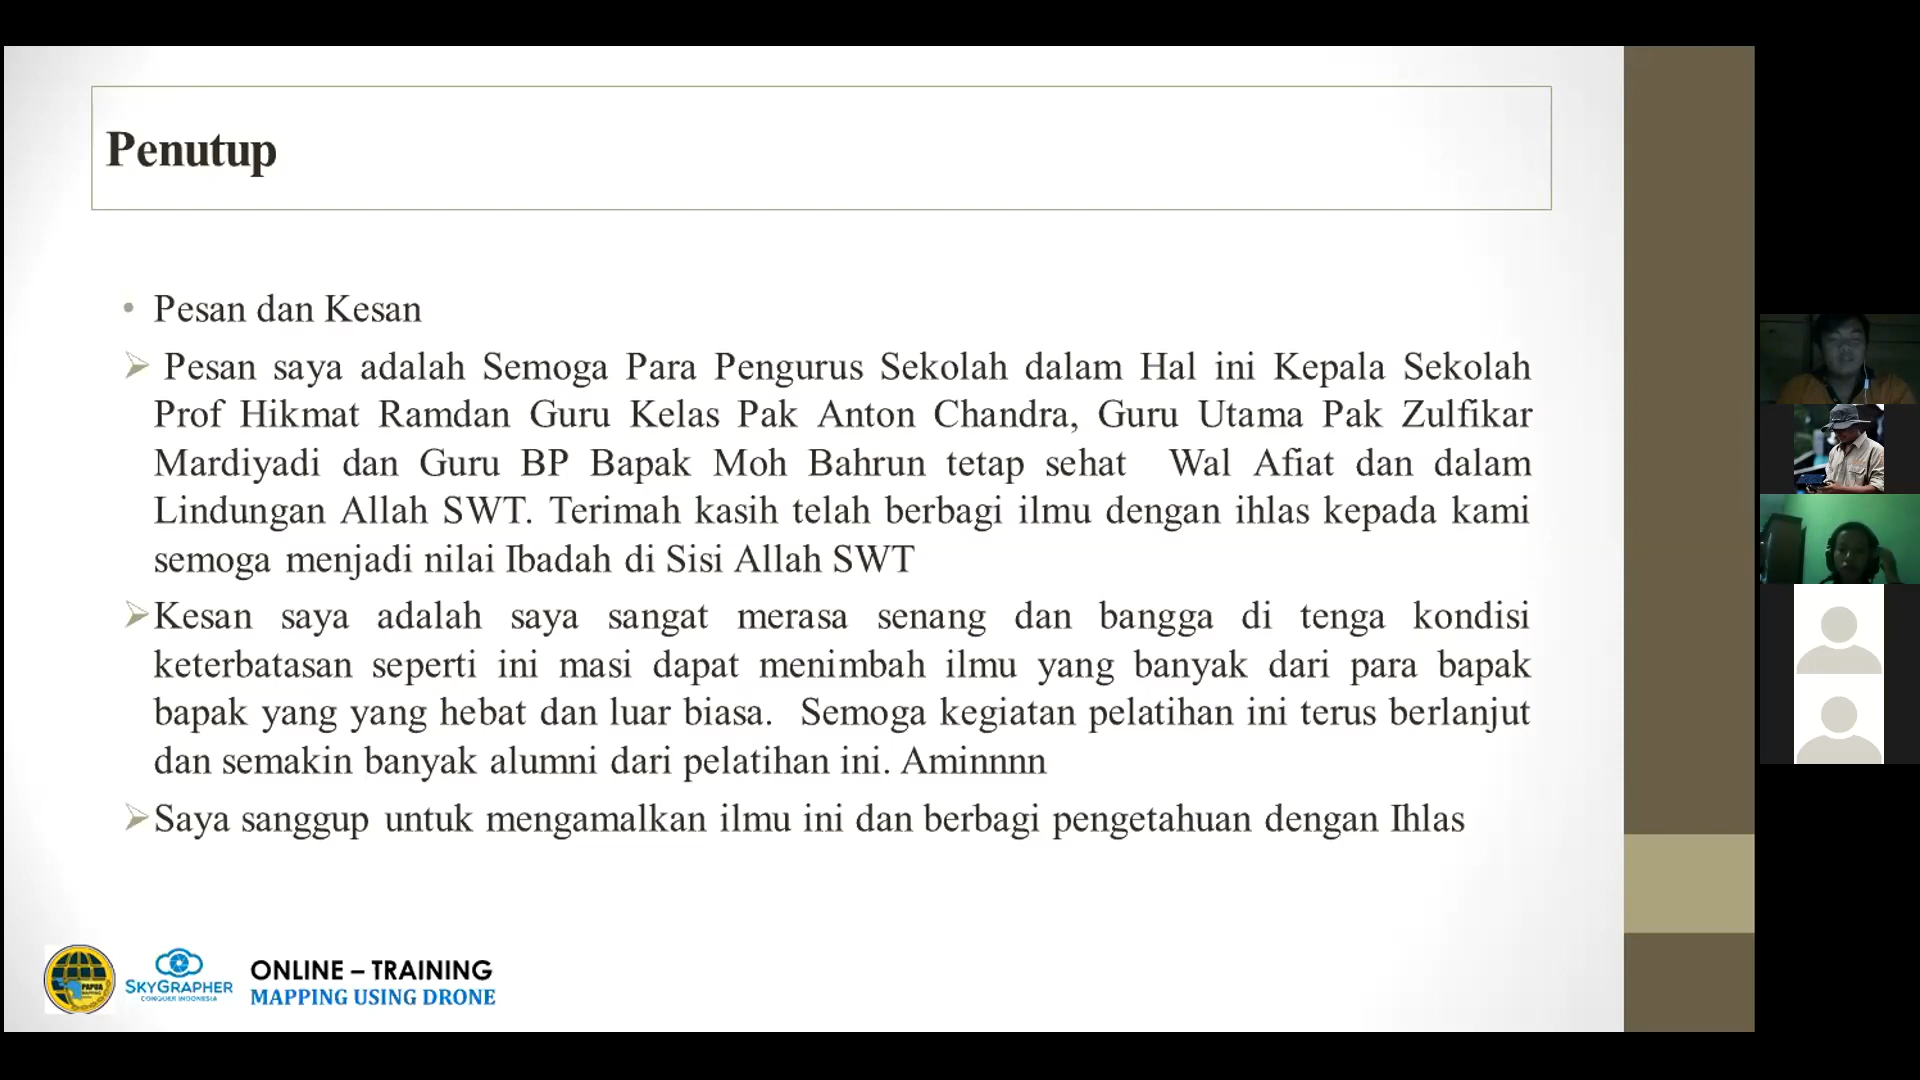 Penutup
• Pesan dan Kesan
➢ Pesan saya adalah Semoga Para Pengurus Sekolah dalam Hal ini Kepala Sekolah
Prof Hikmat Ramdan Guru Kelas Pak Anton Chandra, Guru Utama Pak Zulfikar
Mardiyadi dan Guru BP Bapak Moh Bahrun tetap sehat Wal Afiat dan dalam
Lindungan Allah SWT. Terimah kasih telah berbagi ilmu dengan ihlas kepada kami
semoga menjadi nilai Ibadah di Sisi Allah SWT
➢ Kesan saya adalah saya sangat merasa senang dan bangga di tenga kondisi
keterbatasan seperti ini masi dapat menimbah ilmu yang banyak dari para bapak
bapak yang yang hebat dan luar biasa. Semoga kegiatan pelatihan ini terus berlanjut
dan semakin banyak alumni dari pelatihan ini. Aminnnn
➢ Saya sanggup untuk mengamalkan ilmu ini dan berbagi pengetahuan dengan Ihlas
PAPUA
SKYGRAPHER
CONQUER INDONESIA
ONLINE – TRAINING
MAPPING USING DRONE